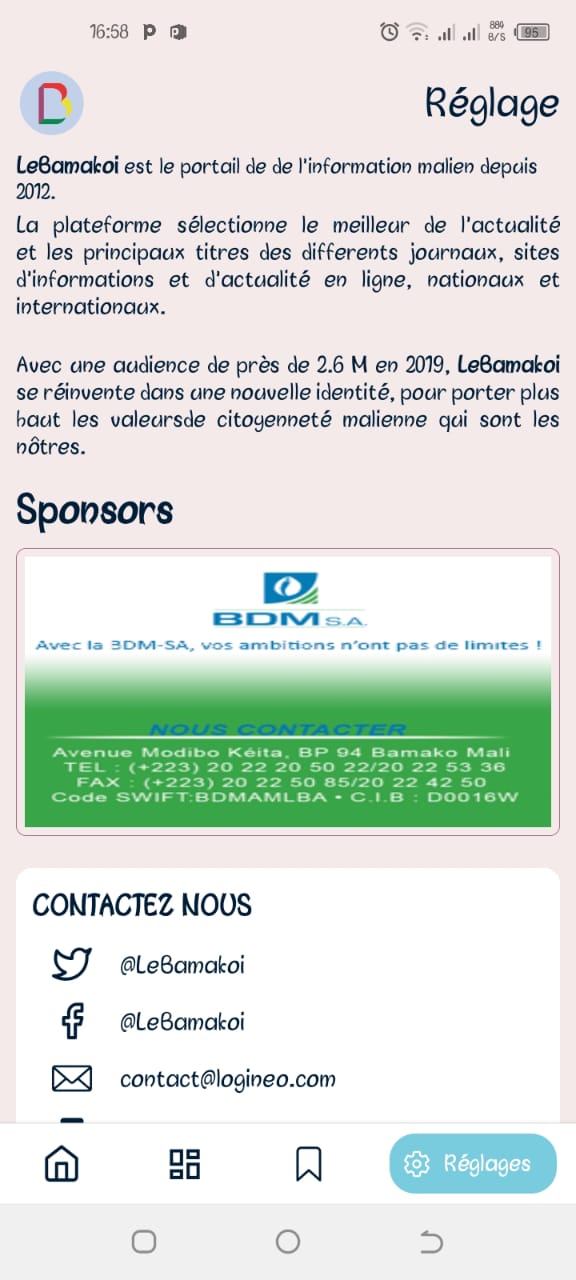 16:58
884
B/S
95
Réglage
LeBamakoi est le portail de de l'information malien depuis
2012.
La plateforme sélectionne le meilleur de l'actualité
et les principaux titres des differents journaux, sites
d'informations et d'actualité en ligne, nationaux et
internationaux.
Avec une audience de près de 2.6 M en 2019, LeBamakoi
se réinvente dans une nouvelle identité, pour porter plus
haut les valeursde citoyenneté malienne qui sont les
nôtres.
Sponsors
BDM S.A.
Avec la BDM-SA, vos ambitions n'ont pas de limites !
NOUS CONTACTER
Avenue Modibo Kéita, BP 94 Bamako Mali
TEL : (+223) 20 22 20 50 22/20 22 53 36
FAX : (+223) 20 22 50 85/20 22 42 50
Code SWIFT:BDMAMLBA • C.I.B : D0016W
CONTACTEZ NOUS
@LeBamakoi
@LeBamakoi
contact@logineo.com
Réglages